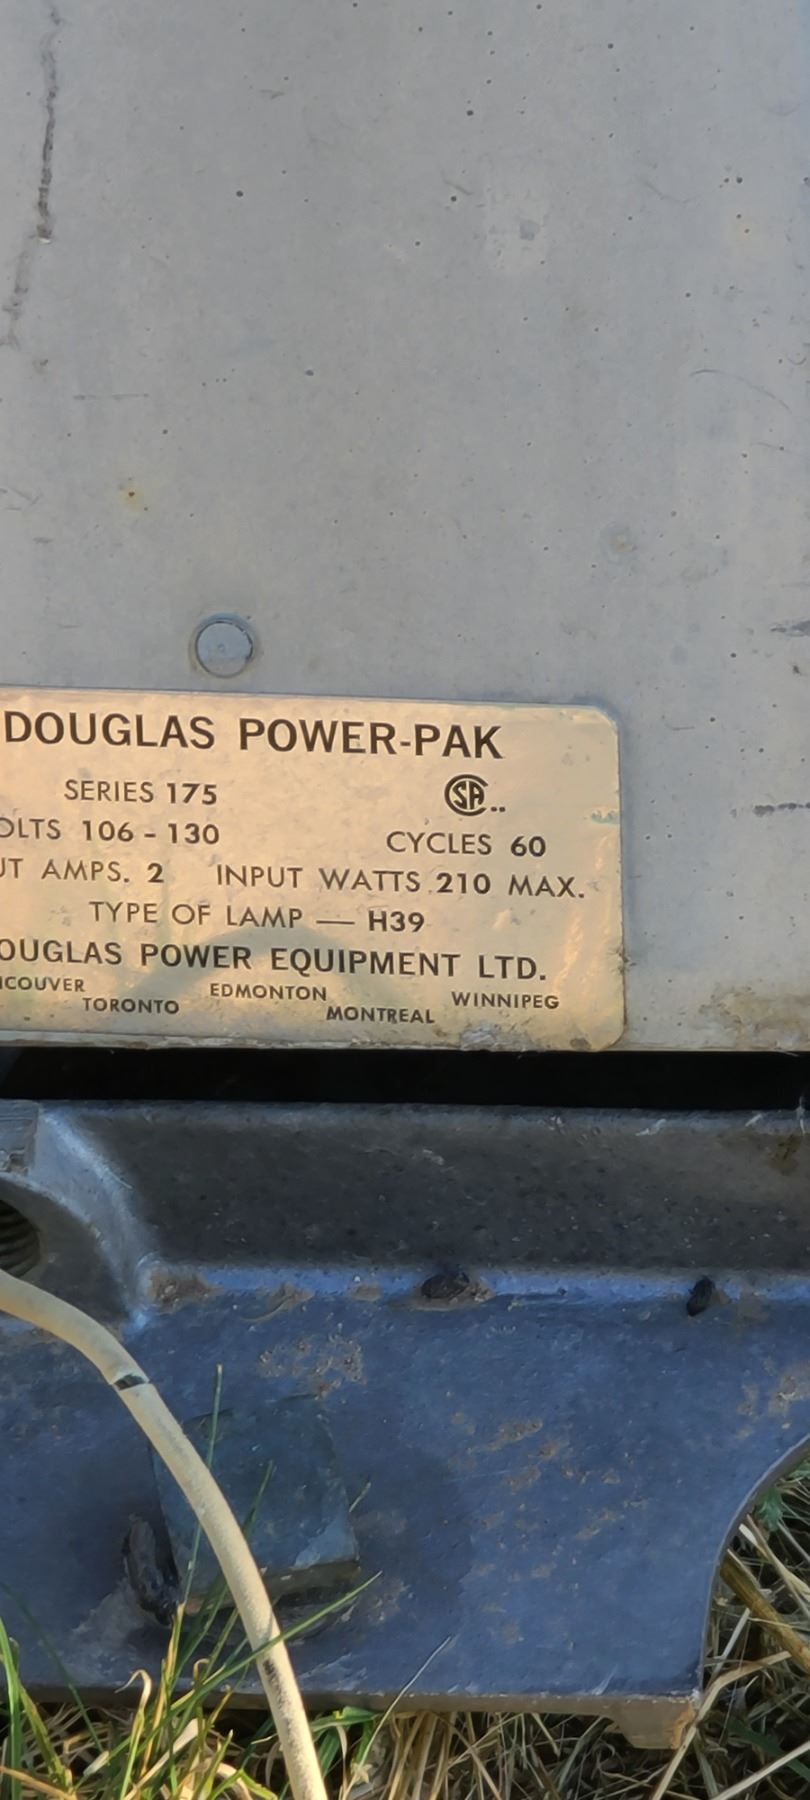 DOUGLAS POWER-PAK
SERIES 175 SA
OLTS 106-130 CYCLES 60
UT AMPS. 2 INPUT WATTS 210 MAX.
TYPE OF LAMP — H39
OUGLAS POWER EQUIPMENT LTD.
NCOUVER TORONTO EDMONTON MONTREAL WINNIPEG